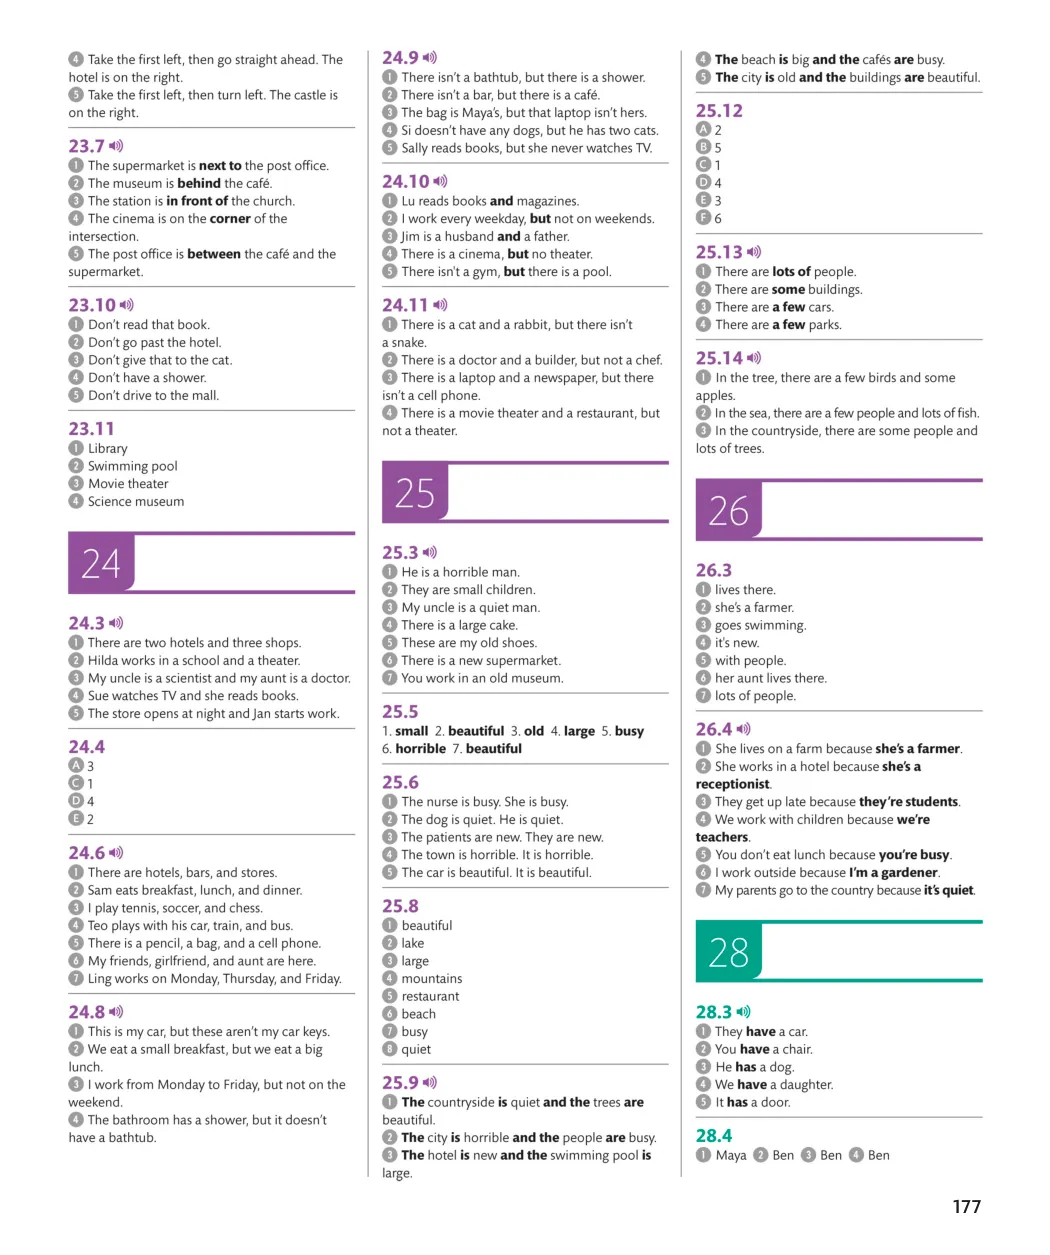 4 Take the first left, then go straight ahead. The
hotel is on the right.
5 Take the first left, then turn left. The castle is
on the right.
23.7
1 The supermarket is next to the post office.
2 The museum is behind the café.
3 The station is in front of the church.
4 The cinema is on the corner of the
intersection.
5 The post office is between the café and the
supermarket.
23.10
1 Don't read that book.
2 Don't go past the hotel.
3 Don't give that to the cat.
4 Don't have a shower.
5 Don't drive to the mall.
23.11
1 Library
2 Swimming pool
3 Movie theater
4 Science museum
24
24.3
1 There are two hotels and three shops.
2 Hilda works in a school and a theater.
3 My uncle is a scientist and my aunt is a doctor.
4 Sue watches TV and she reads books.
5 The store opens at night and Jan starts work.
24.4
A 3
C 1
D 4
E 2
24.6
1 There are hotels, bars, and stores.
2 Sam eats breakfast, lunch, and dinner.
3 I play tennis, soccer, and chess.
4 Teo plays with his car, train, and bus.
5 There is a pencil, a bag, and a cell phone.
6 My friends, girlfriend, and aunt are here.
7 Ling works on Monday, Thursday, and Friday.
24.8
1 This is my car, but these aren't my car keys.
2 We eat a small breakfast, but we eat a big
lunch.
3 I work from Monday to Friday, but not on the
weekend.
4 The bathroom has a shower, but it doesn't
have a bathtub.
24.9
1 There isn't a bathtub, but there is a shower.
2 There isn't a bar, but there is a café.
3 The bag is Maya's, but that laptop isn't hers.
4 Si doesn't have any dogs, but he has two cats.
5 Sally reads books, but she never watches TV.
24.10
1 Lu reads books and magazines.
2 I work every weekday, but not on weekends.
3 Jim is a husband and a father.
4 There is a cinema, but no theater.
5 There isn't a gym, but there is a pool.
24.11
1 There is a cat and a rabbit, but there isn't
a snake.
2 There is a doctor and a builder, but not a chef.
3 There is a laptop and a newspaper, but there
isn't a cell phone.
4 There is a movie theater and a restaurant, but
not a theater.
25
25.3
1 He is a horrible man.
2 They are small children.
3 My uncle is a quiet man.
4 There is a large cake.
5 These are my old shoes.
6 There is a new supermarket.
7 You work in an old museum.
25.5
1. small 2. beautiful 3. old 4. large 5. busy
6. horrible 7. beautiful
25.6
1 The nurse is busy. She is busy.
2 The dog is quiet. He is quiet.
3 The patients are new. They are new.
4 The town is horrible. It is horrible.
5 The car is beautiful. It is beautiful.
25.8
1 beautiful
2 lake
3 large
4 mountains
5 restaurant
6 beach
7 busy
8 quiet
25.9
1 The countryside is quiet and the trees are
beautiful.
2 The city is horrible and the people are busy.
3 The hotel is new and the swimming pool is
large.
4 The beach is big and the cafés are busy.
5 The city is old and the buildings are beautiful.
25.12
A 2
B 5
C 1
D 4
E 3
F 6
25.13
1 There are lots of people.
2 There are some buildings.
3 There are a few cars.
4 There are a few parks.
25.14
1 In the tree, there are a few birds and some
apples.
2 In the sea, there are a few people and lots of fish.
3 In the countryside, there are some people and
lots of trees.
26
26.3
1 lives there.
2 she's a farmer.
3 goes swimming.
4 it's new.
5 with people.
6 her aunt lives there.
7 lots of people.
26.4
1 She lives on a farm because she's a farmer.
2 She works in a hotel because she's a
receptionist.
3 They get up late because they're students.
4 We work with children because we're
teachers.
5 You don't eat lunch because you're busy.
6 I work outside because I'm a gardener.
7 My parents go to the country because it's quiet.
28
28.3
1 They have a car.
2 You have a chair.
3 He has a dog.
4 We have a daughter.
5 It has a door.
28.4
1 Maya 2 Ben 3 Ben 4 Ben
177